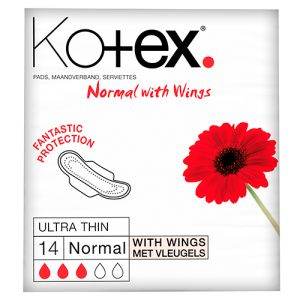 Kotex.
PADS, MAANDVERBAND, SERVIETTES
Normal with Wings
FANTASTIC
PROTECTION
ULTRA THIN
14 Normal
WITH WINGS
MET VLEUGELS